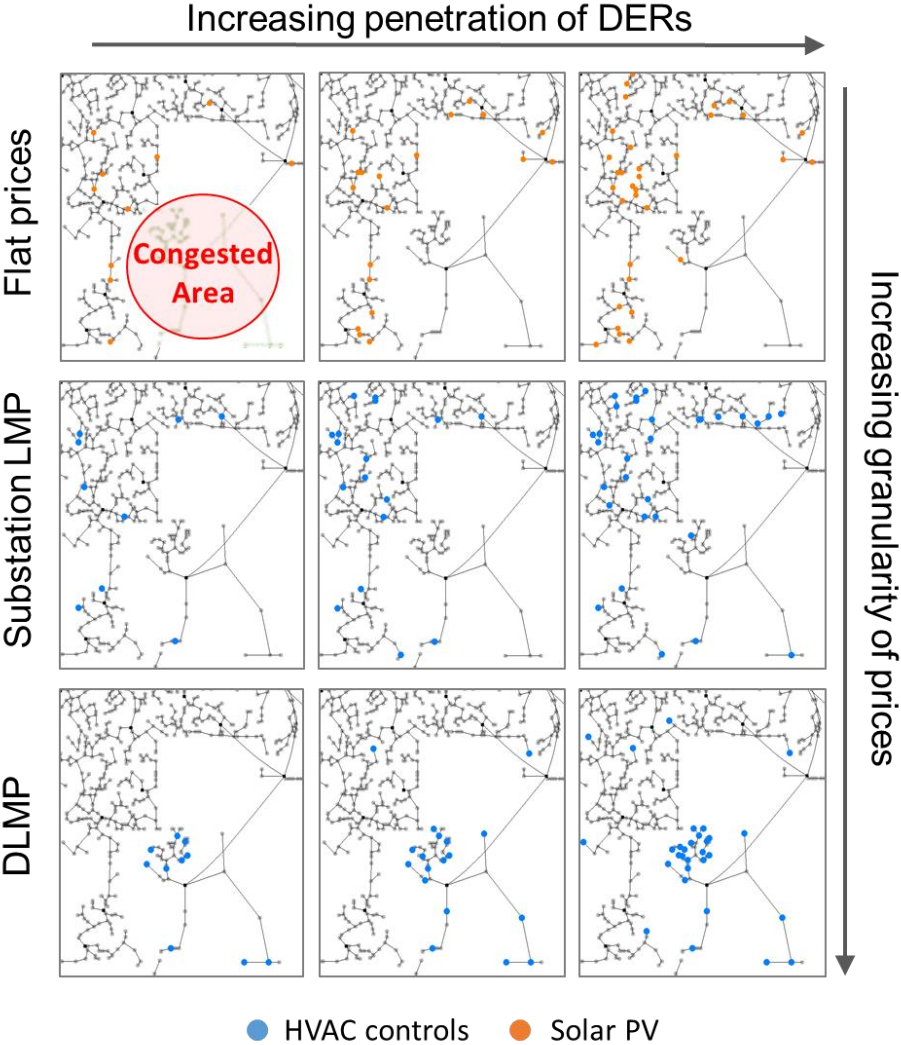 Increasing penetration of DERs
Flat prices
Congested
Area
Substation LMP
DLMP
Increasing granularity of prices
HVAC controls
Solar PV